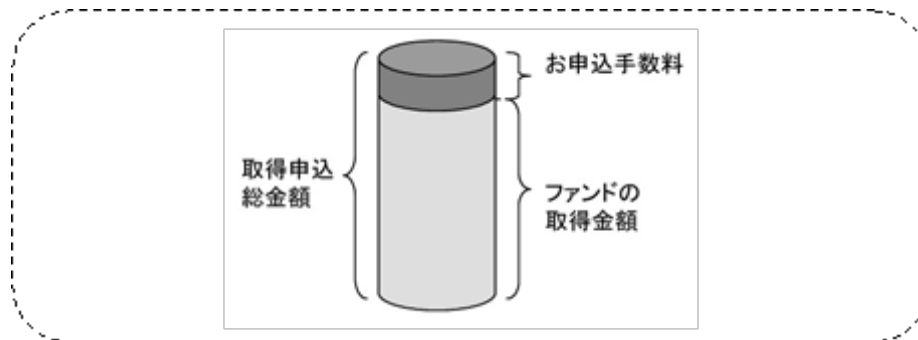 お申込手数料
取得申込
総金額
ファンドの
取得金額